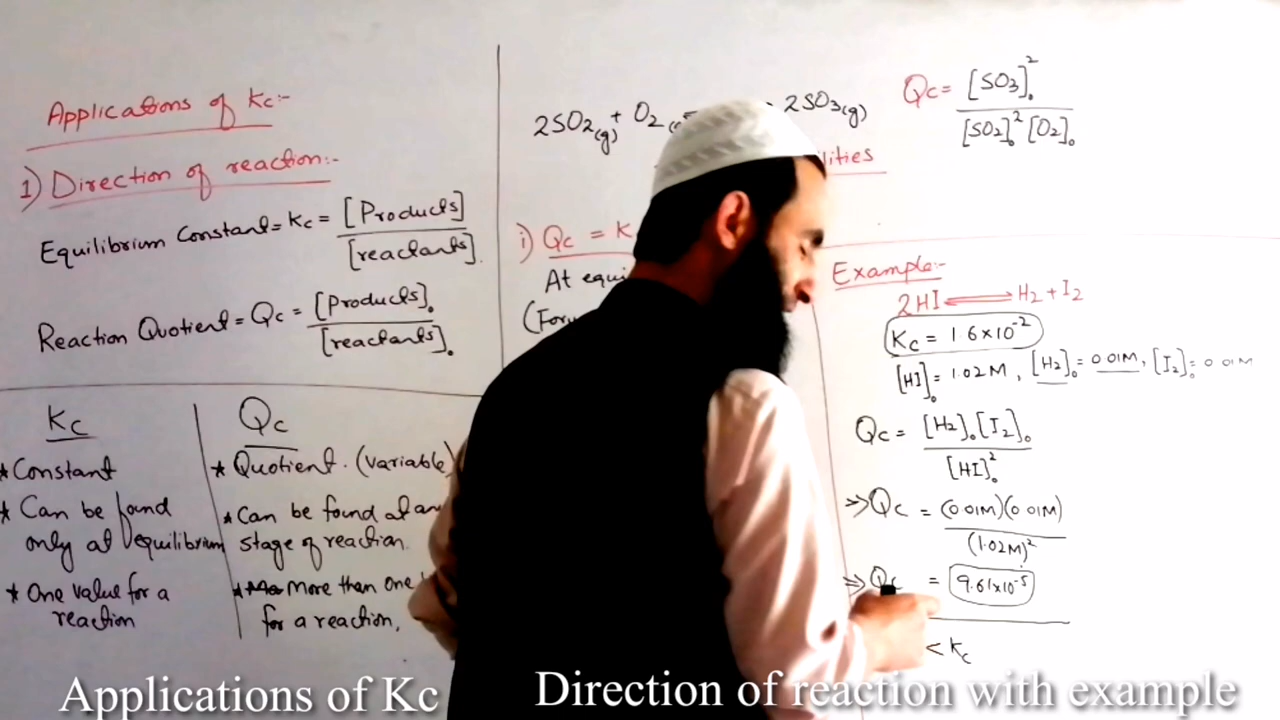 Applications of Kc:-
1) Direction of reaction:-
Equilibrium Constant = Kc = [Products]
[reactants].
Reaction Quotient = Qc = [Products]₀
[reactants]₀
Kc
* Constant
* Can be found
only at equilibrium
* One value for a
reaction
Qc
* Quotient. (variable)
* Can be found at an
stage of reaction.
* More than one
for a reaction.
2SO2(g) + O2 2SO3(g)
Qc = [SO3]₀²
[SO2]₀² [O2]₀
lities
i) Qc = K
At equi
(For
Example:-
2HI ⇌ H2 + I2
Kc = 1.6×10⁻²
[HI]₀ = 1.02M, [H2]₀ = 0.01M, [I2]₀ = 0.01M
Qc = [H2]₀[I2]₀
[HI]₀²
⇒ Qc = (0.01M)(0.01M)
(1.02M)²
⇒ Qc = 9.61×10⁻⁵
< Kc
Applications of Kc
Direction of reaction with example